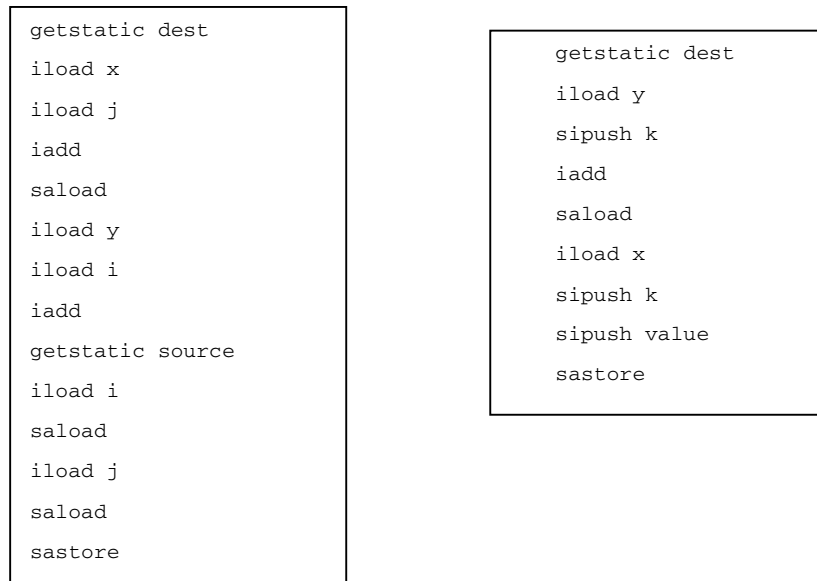 getstatic dest
iload x
iload j
iadd
saload
iload y
iload i
iadd
getstatic source
iload i
saload
iload j
saload
sastore
getstatic dest
iload y
sipush k
iadd
saload
iload x
sipush k
sipush value
sastore